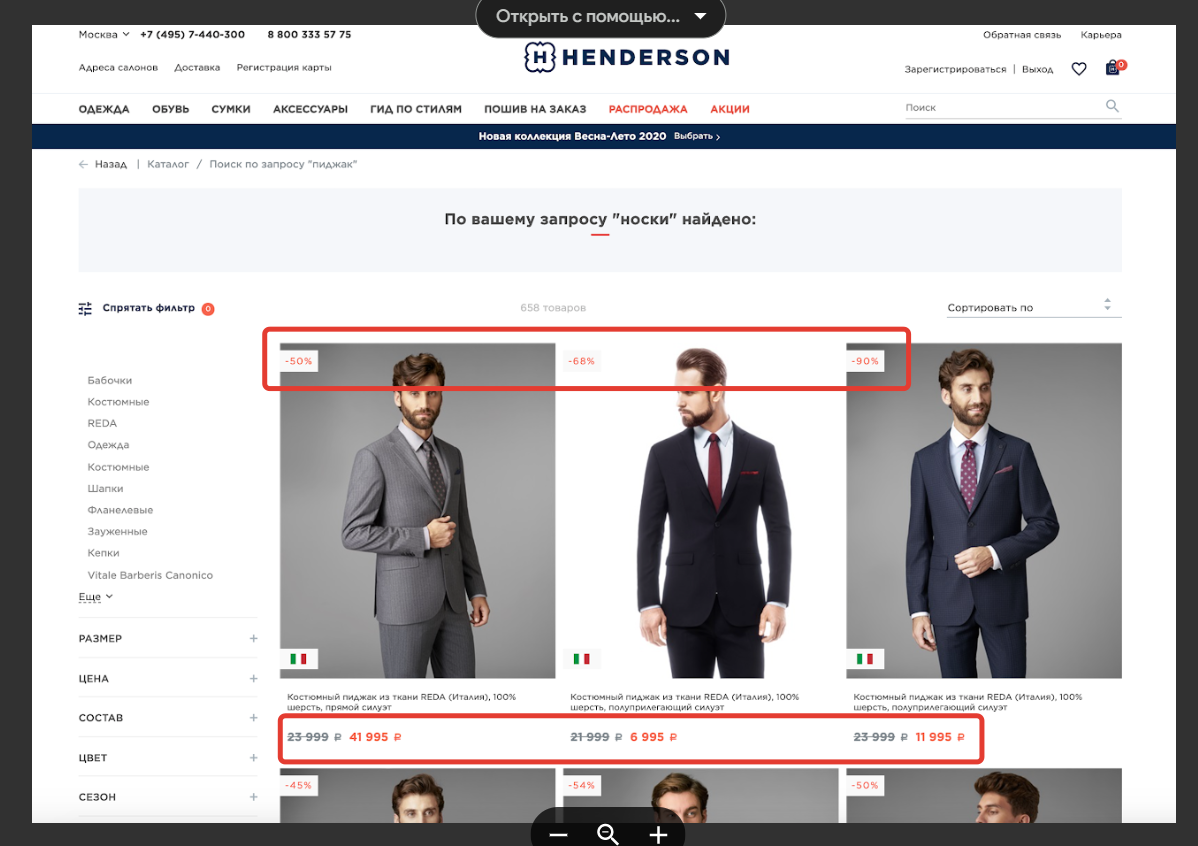 Открыть с помощью...
Москва +7 (495) 7-440-300 8 800 333 57 75
Обратная связь Карьера
HENDERSON
Адреса салонов Доставка Регистрация карты
Зарегистрироваться | Выход 0
ОДЕЖДА ОБУВЬ СУМКИ АКСЕССУАРЫ ГИД ПО СТИЛЯМ ПОШИВ НА ЗАКАЗ РАСПРОДАЖА АКЦИИ
Поиск
Новая коллекция Весна-Лето 2020 Выбрать >
← Назад | Каталог / Поиск по запросу "пиджак"
По вашему запросу "носки" найдено:
Спрятать фильтр 0
658 товаров
Сортировать по
Бабочки
Костюмные
REDA
Одежда
Костюмные
Шапки
Фланелевые
Зауженные
Кепки
Vitale Barberis Canonico
Еще
РАЗМЕР +
ЦЕНА +
СОСТАВ +
ЦВЕТ +
СЕЗОН +
-50%
-68%
-90%
Костюмный пиджак из ткани REDA (Италия), 100%
шерсть, прямой силуэт
23 999 ₽ 41 995 ₽
Костюмный пиджак из ткани REDA (Италия), 100%
шерсть, полуприлегающий силуэт
21 999 ₽ 6 995 ₽
Костюмный пиджак из ткани REDA (Италия), 100%
шерсть, полуприлегающий силуэт
23 999 ₽ 11 995 ₽
-45%
-54%
-50%